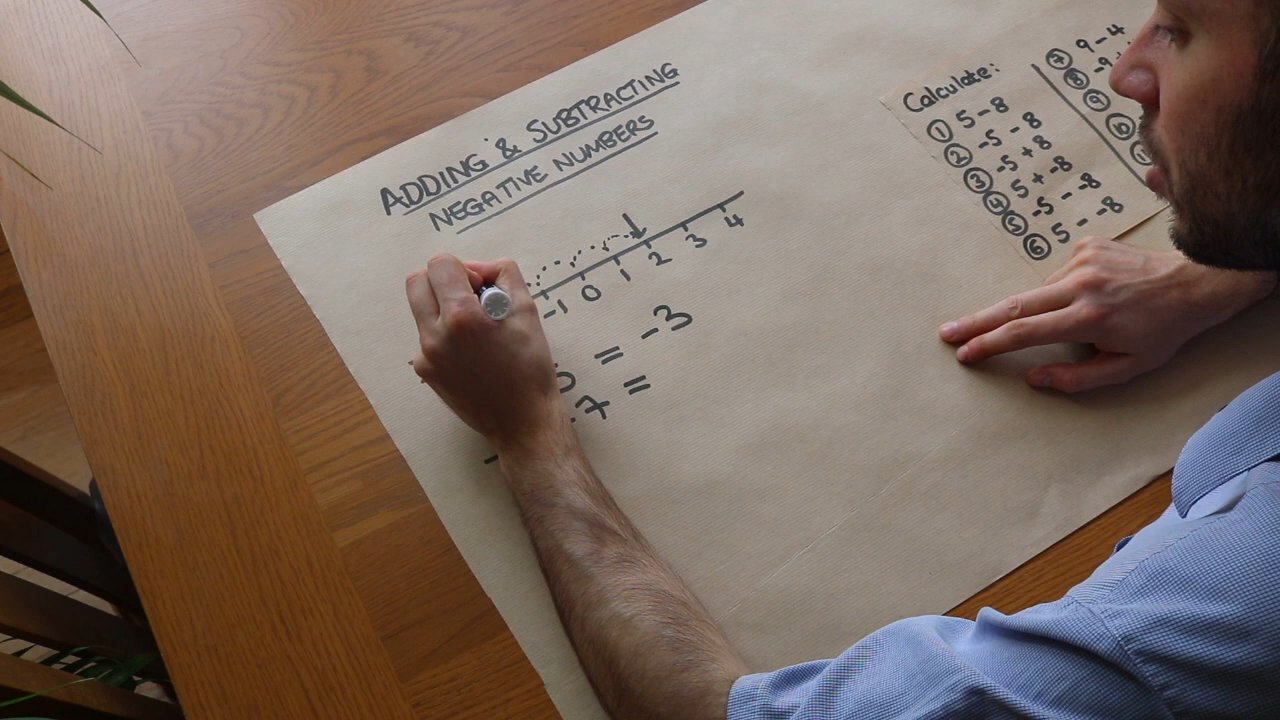 ADDING & SUBTRACTING
NEGATIVE NUMBERS
-1 0 1 2 3 4
= -3
-7 =
Calculate:
① 5 - 8
② -5 - 8
③ -5 + 8
④ 5 + -8
⑤ -5 - -8
⑥ 5 - -8
9 - 4
-9